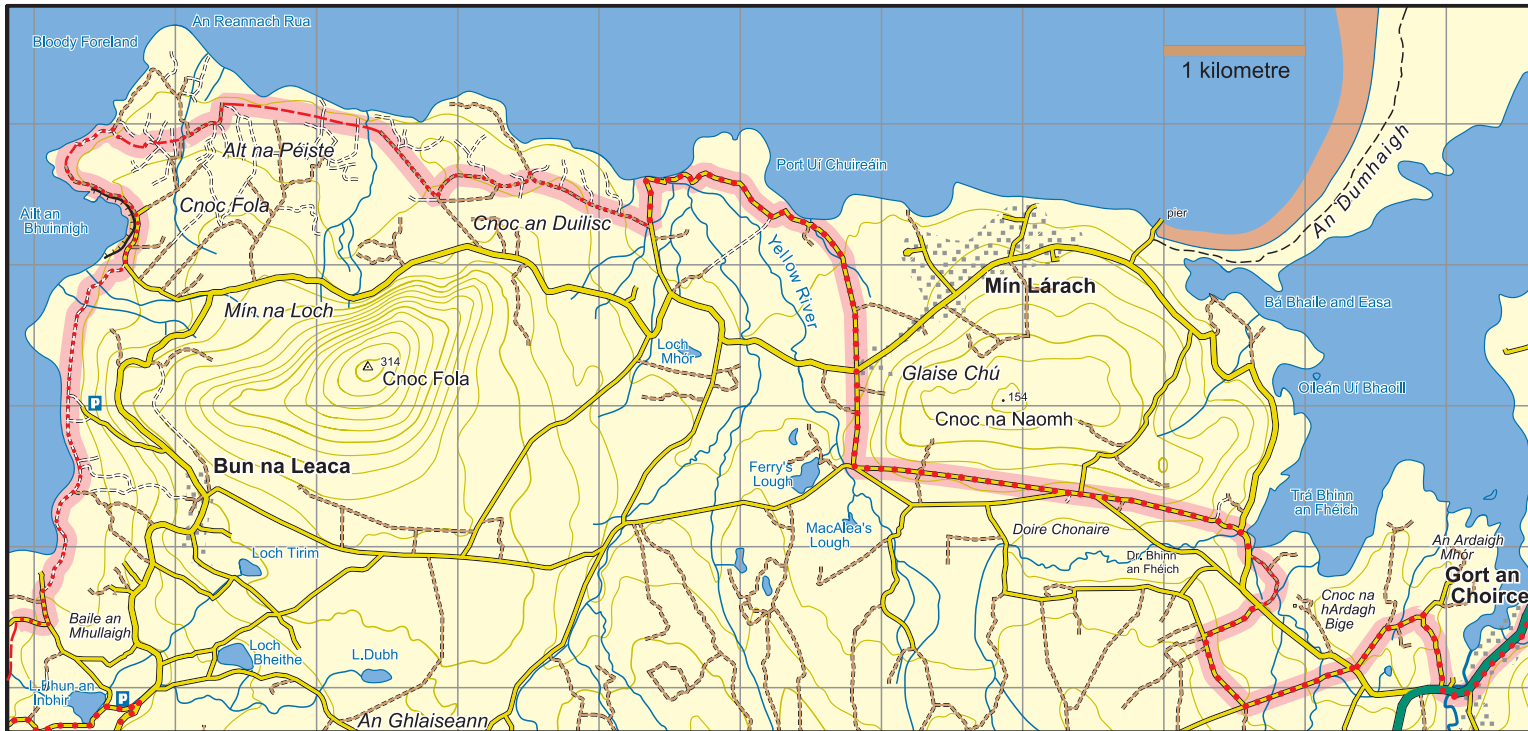 An Reannach Rua
Bloody Foreland
1 kilometre
An Dumhaigh
Alt na Péiste
Port Uí Chuireáin
Cnoc Fola
Ailt an
Bhuinnigh
Cnoc an Duilisc
pier
Yellow River
Mín Lárach
Bá Bhaile and Easa
Mín na Loch
Loch
Mhór
314
Cnoc Fola
Glaise Chú
Oileán Uí Bhaoill
154
Cnoc na Naomh
P
Bun na Leaca
Ferry's
Lough
Trá Bhinn
an Fhéich
MacAlea's
Lough
Doire Chonaire
An Ardaigh
Mhór
Loch Tirim
Dr. Bhinn
an Fhéich
Gort an
Choirce
Cnoc na
hArdagh
Bige
Baile an
Mhullaigh
Loch
Bheithe
L.Dubh
L.Bhun an
Inbhir
P
An Ghlaiseann